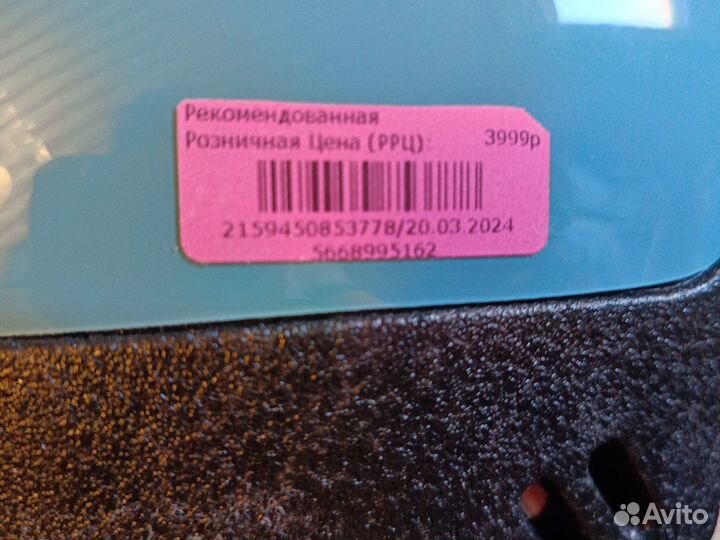 Рекомендованная
Розничная Цена (РРЦ): 3999р
2159450853778/20.03.2024
5668995162
Avito